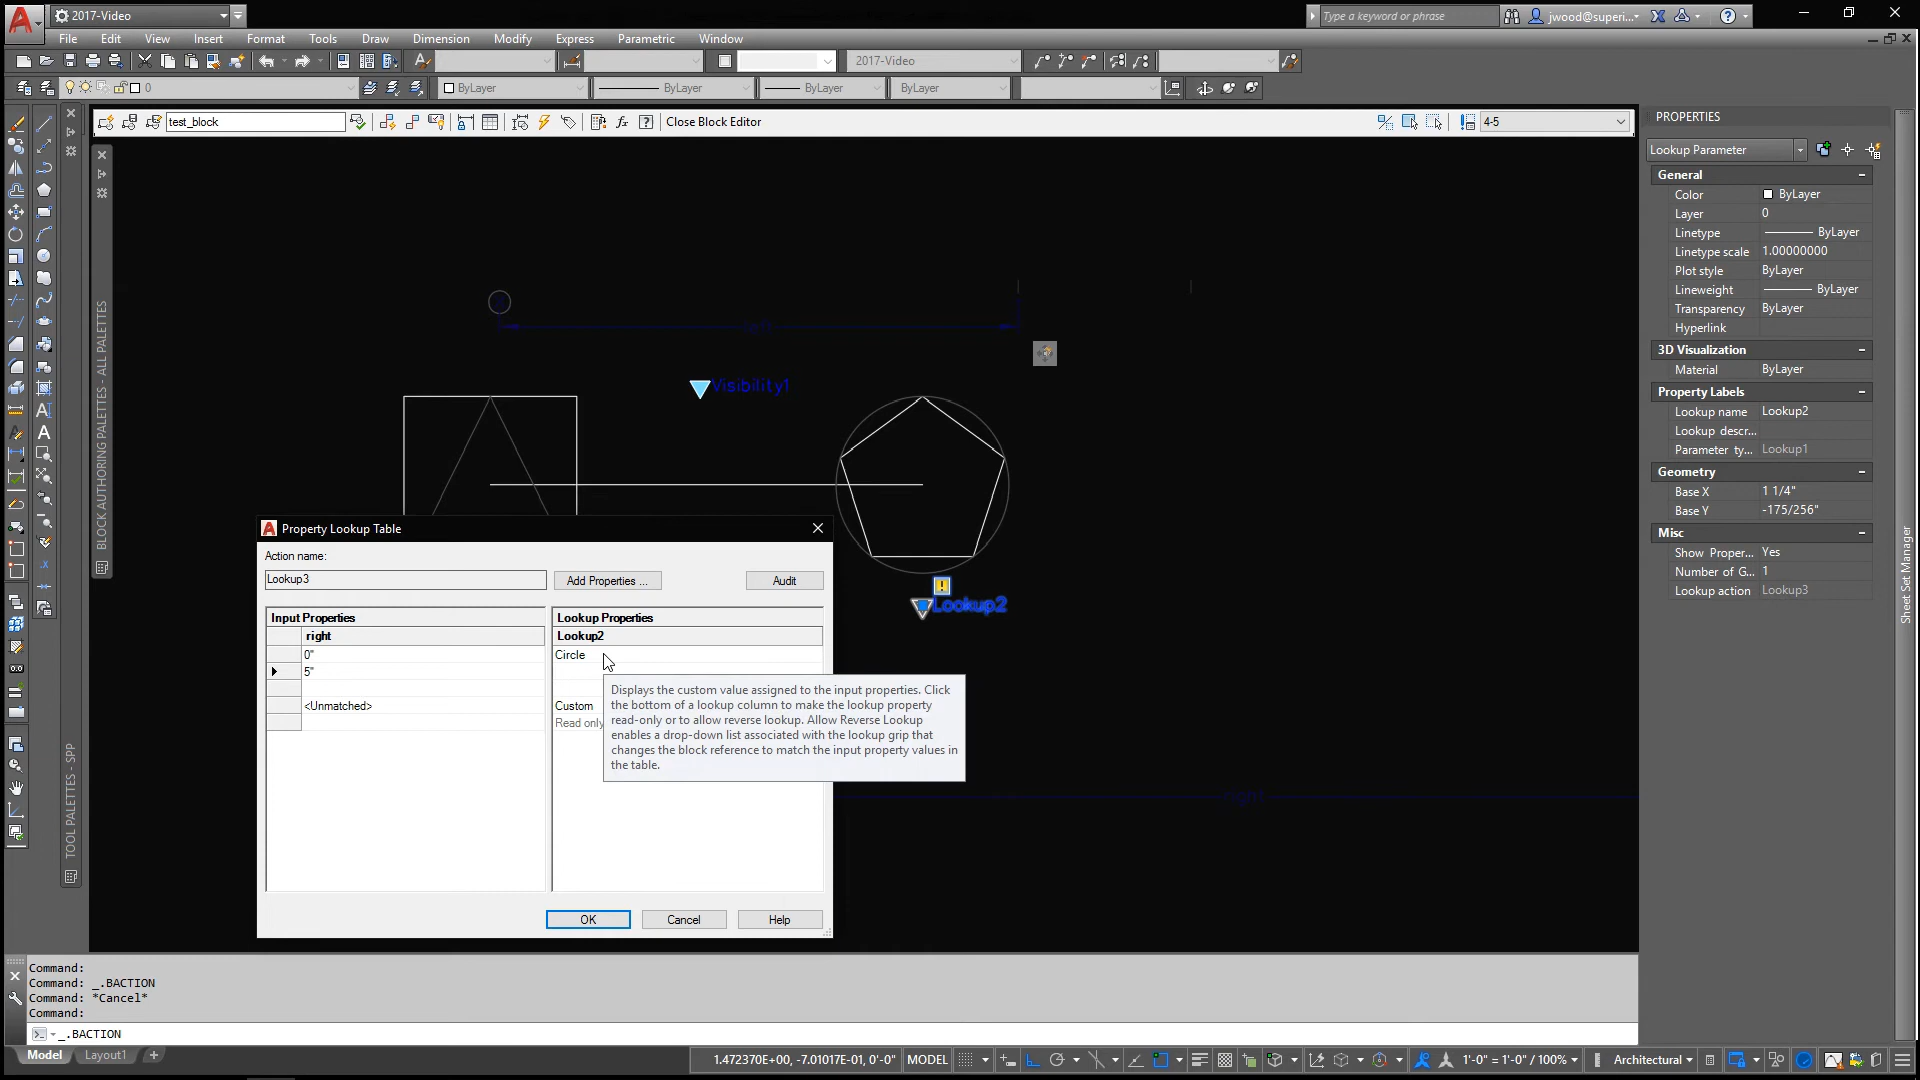 2017-Video
Type a keyword or phrase
jwood@superi...
File Edit View Insert Format Tools Draw Dimension Modify Express Parametric Window
2017-Video
0
ByLayer
ByLayer
ByLayer
ByLayer
test_block
Close Block Editor
4-5
PROPERTIES
Lookup Parameter
General
Color ByLayer
Layer 0
Linetype ByLayer
Linetype scale 1.00000000
Plot style ByLayer
Lineweight ByLayer
Transparency ByLayer
Hyperlink
3D Visualization
Material ByLayer
Property Labels
Lookup name Lookup2
Lookup descr...
Parameter ty... Lookup1
Geometry
Base X 1 1/4"
Base Y -175/256"
Misc
Show Proper... Yes
Number of G... 1
Lookup action Lookup3
Sheet Set Manager
BLOCK AUTHORING PALETTES - ALL PALETTES
TOOL PALETTES - SPP
Visibility1
Lookup2
Property Lookup Table
Action name:
Lookup3
Add Properties ...
Audit
Input Properties
right
0"
5"
<Unmatched>
Lookup Properties
Lookup2
Circle
Custom
Read only
Displays the custom value assigned to the input properties. Click
the bottom of a lookup column to make the lookup property
read-only or to allow reverse lookup. Allow Reverse Lookup
enables a drop-down list associated with the lookup grip that
changes the block reference to match the input property values in
the table.
OK
Cancel
Help
Command:
Command: _.BACTION
Command: *Cancel*
Command:
_.BACTION
Model
Layout1
1.472370E+00, -7.01017E-01, 0'-0"
MODEL
1'-0" = 1'-0" / 100%
Architectural